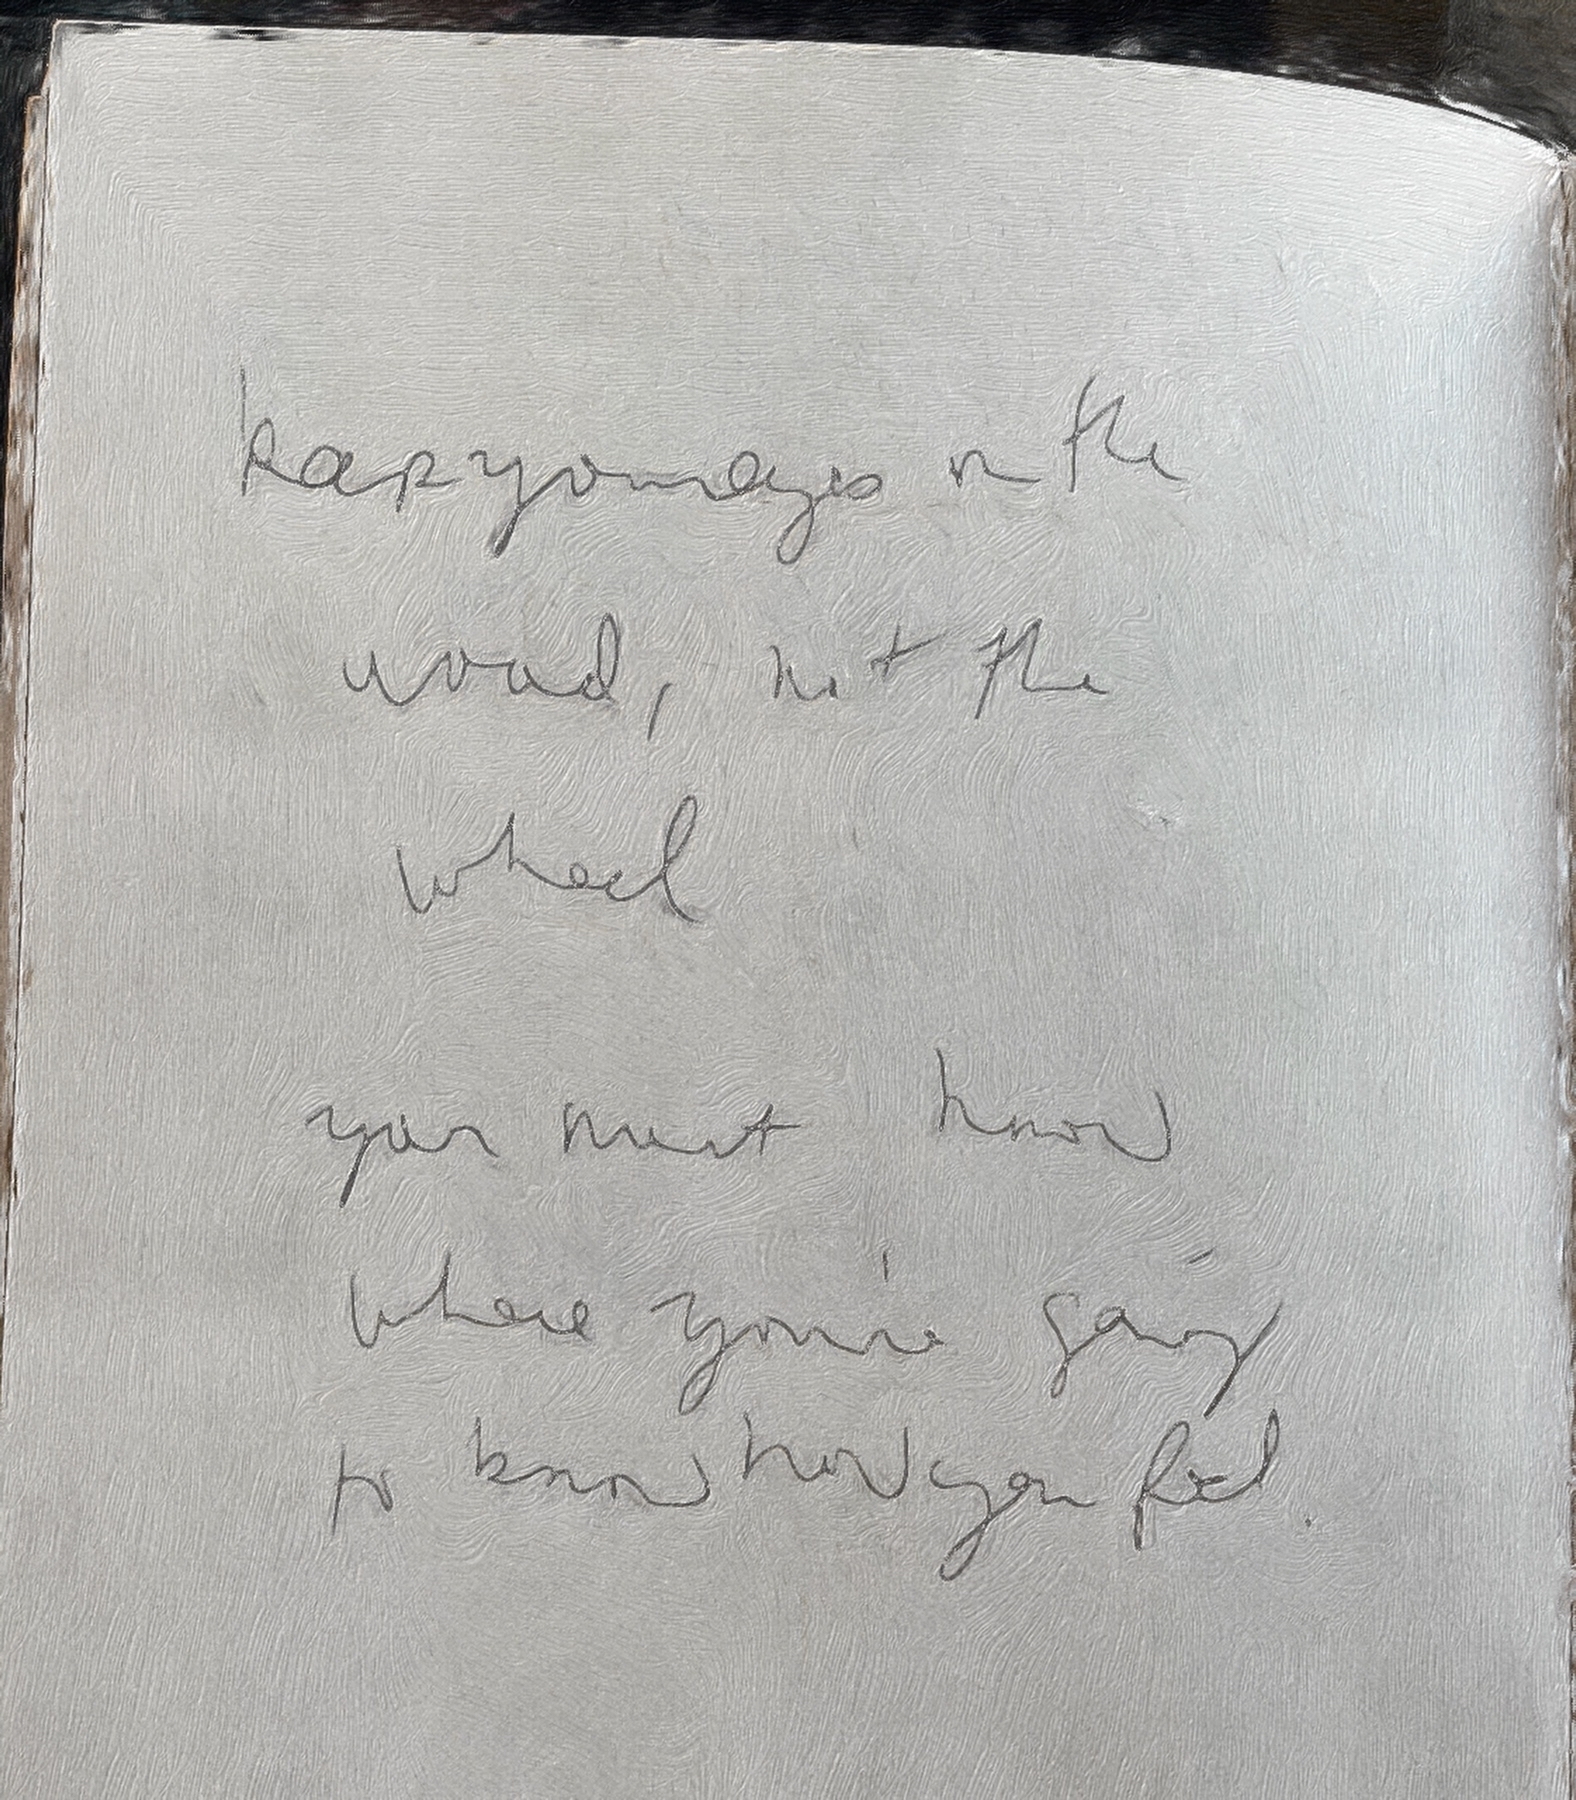 keep your eyes on the
road, not the
wheel
you must know
where you're going
to know how you feel.